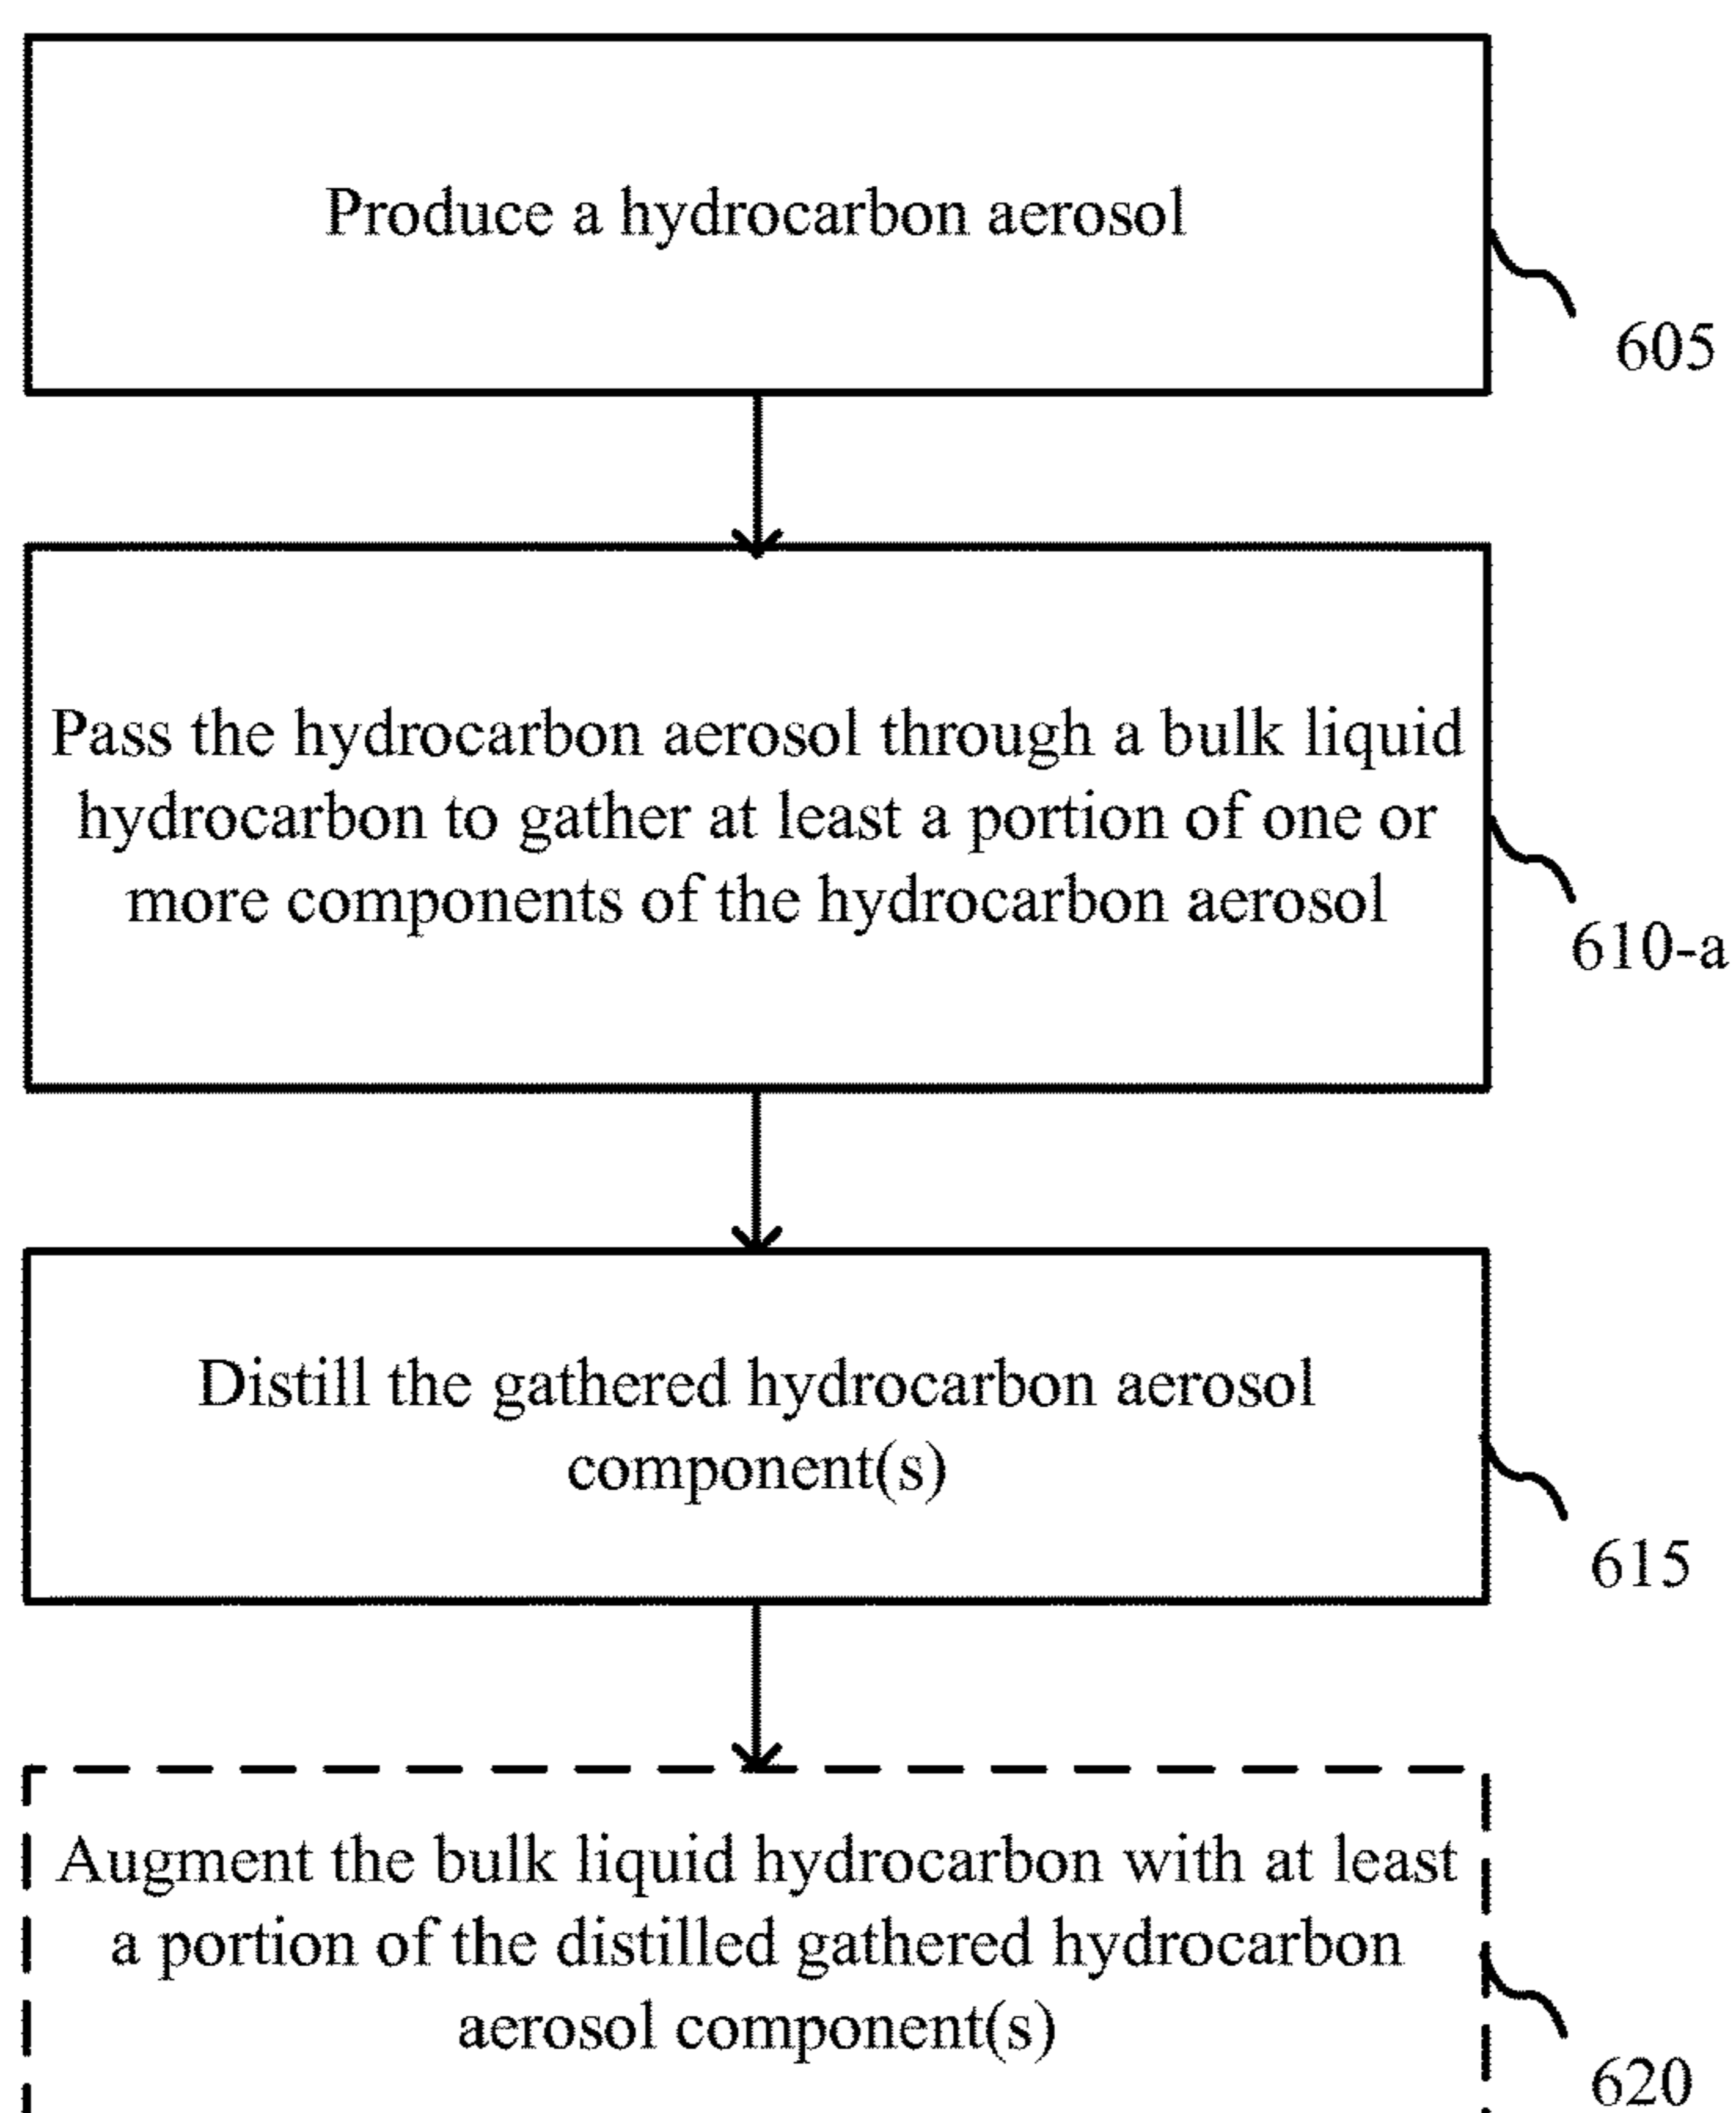 Produce a hydrocarbon aerosol
605
Pass the hydrocarbon aerosol through a bulk liquid
hydrocarbon to gather at least a portion of one or
more components of the hydrocarbon aerosol
610-a
Distill the gathered hydrocarbon aerosol
component(s)
615
Augment the bulk liquid hydrocarbon with at least
a portion of the distilled gathered hydrocarbon
aerosol component(s)
620